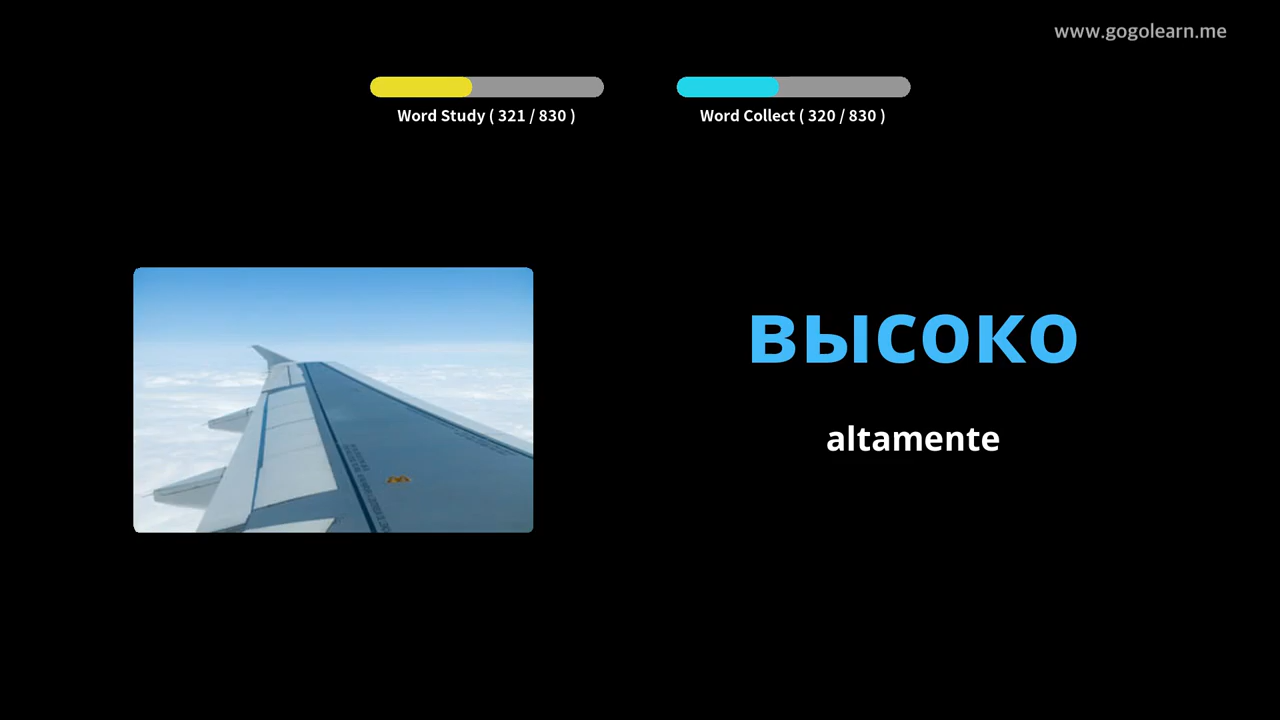 www.gogolearn.me
Word Study ( 321 / 830 )
Word Collect ( 320 / 830 )
высоко
altamente